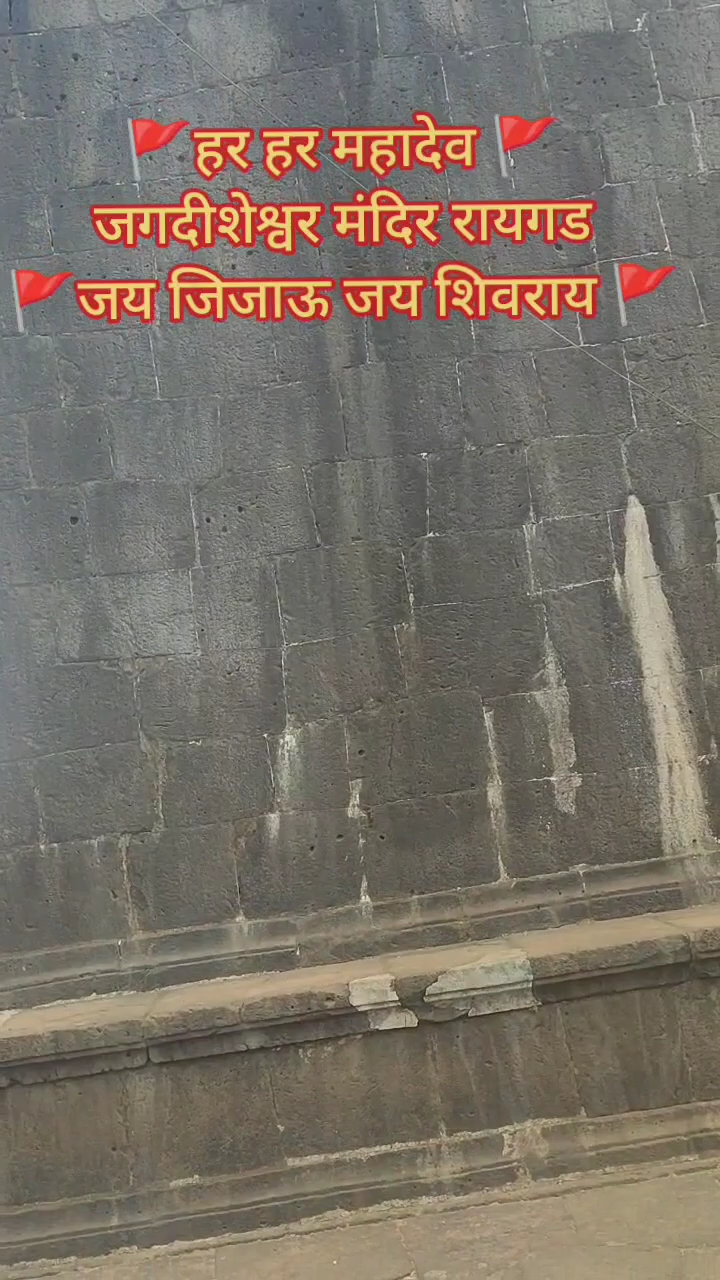 🚩हर हर महादेव 🚩
जगदीशेश्वर मंदिर रायगड
🚩जय जिजाऊ जय शिवराय 🚩